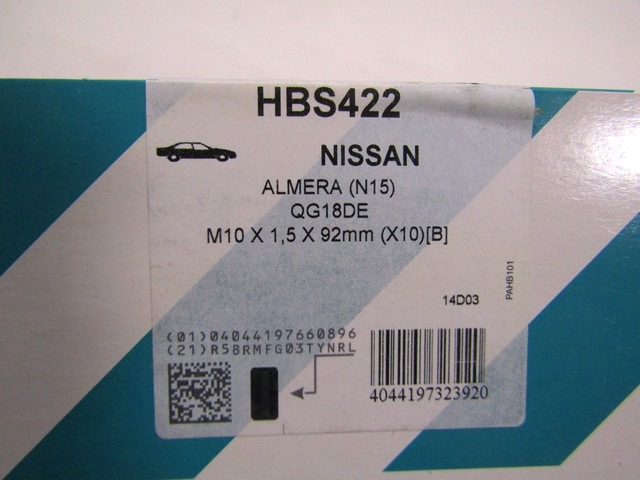 HBS422
NISSAN
ALMERA (N15)
QG18DE
M10 X 1,5 X 92mm (X10)[B]
14D03
PAHB101
(01)04044197660896
(21)R5BRMFG03TYNRL
4044197323920